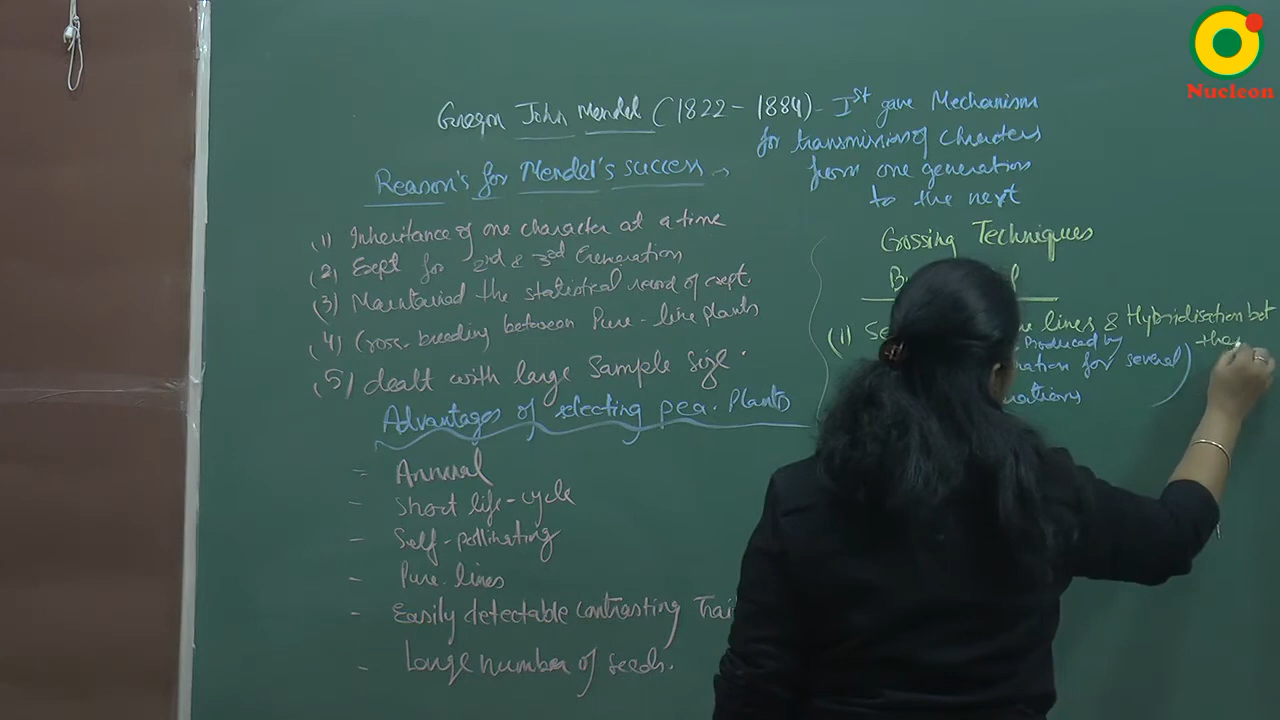 Nucleon
Gregor John Mendel (1822 - 1884) - Ist gave Mechanism
for transmission of characters
from one generation
to the next
Reason's for Mendel's success →
(1) Inheritance of one character at a time
(2) Expt for 2nd & 3rd Generation
(3) Maintained the statistical record of expt.
(4) Cross-breeding between Pure-line plants
(5) dealt with large Sample Size.
Advantages of selecting pea. Plants
- Annual
- Short life-cycle
- Self-pollinating
- Pure lines
- Easily detectable contrasting Trai
- Large number of seeds.
Crossing Techniques
(1) Se lines & Hybridisation bet
Produced by
for several)